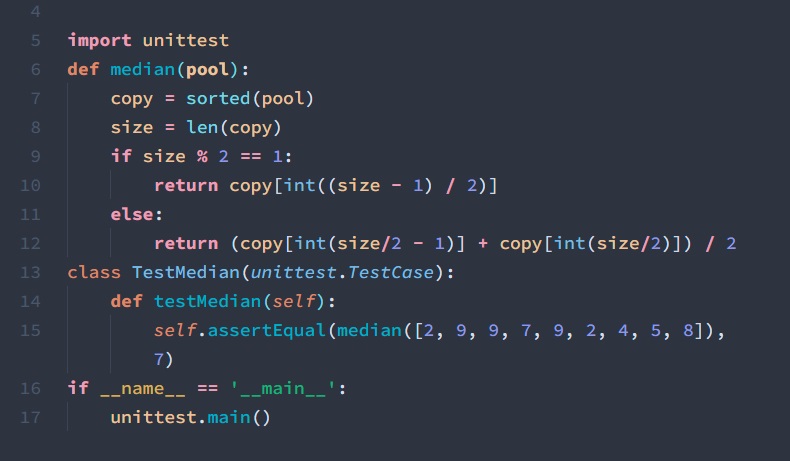 4
5 import unittest
6 def median(pool):
7     copy = sorted(pool)
8     size = len(copy)
9     if size % 2 == 1:
10         return copy[int((size - 1) / 2)]
11     else:
12         return (copy[int(size/2 - 1)] + copy[int(size/2)]) / 2
13 class TestMedian(unittest.TestCase):
14     def testMedian(self):
15         self.assertEqual(median([2, 9, 9, 7, 9, 2, 4, 5, 8]),
        7)
16 if __name__ == '__main__':
17     unittest.main()